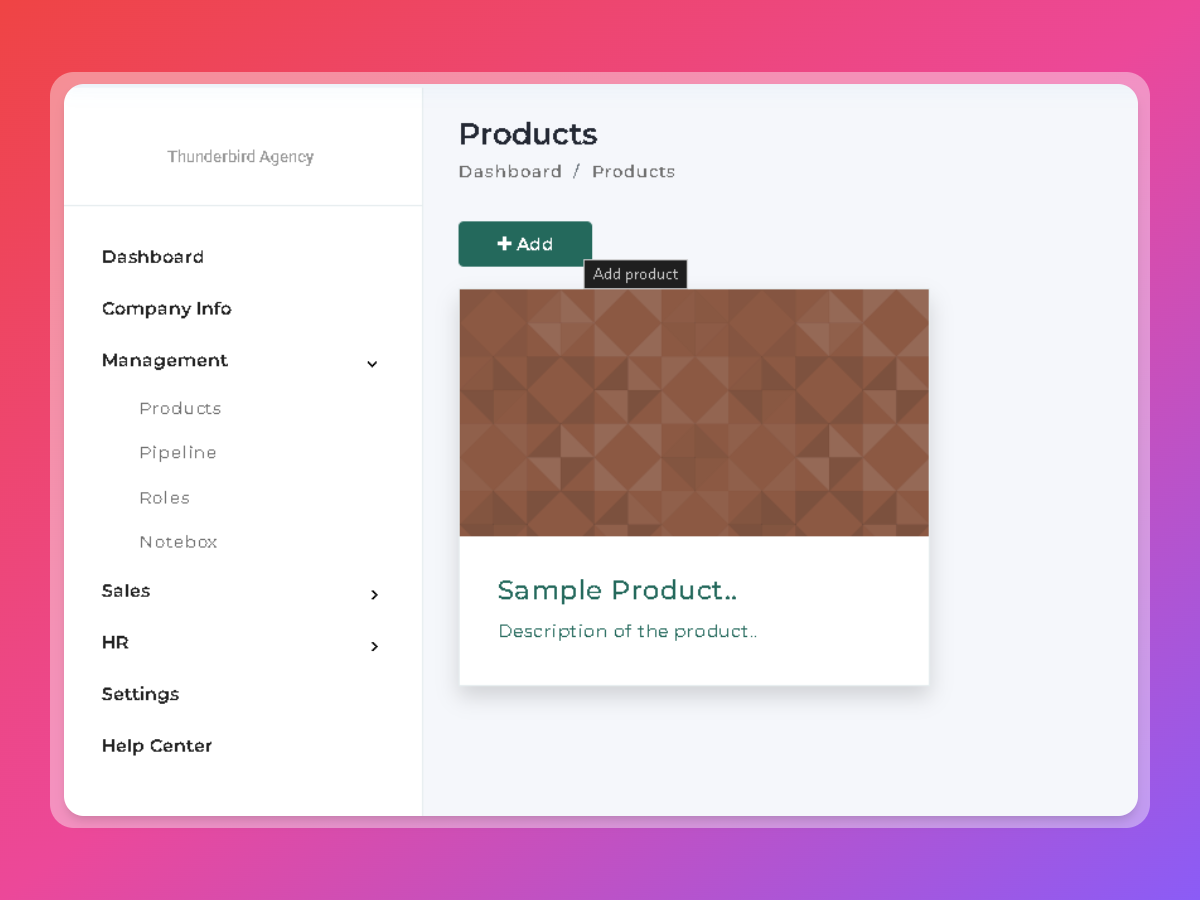 Thunderbird Agency
Dashboard
Company Info
Management
Products
Pipeline
Roles
Notebox
Sales
HR
Settings
Help Center
Products
Dashboard / Products
Add
Add product
Sample Product..
Description of the product..